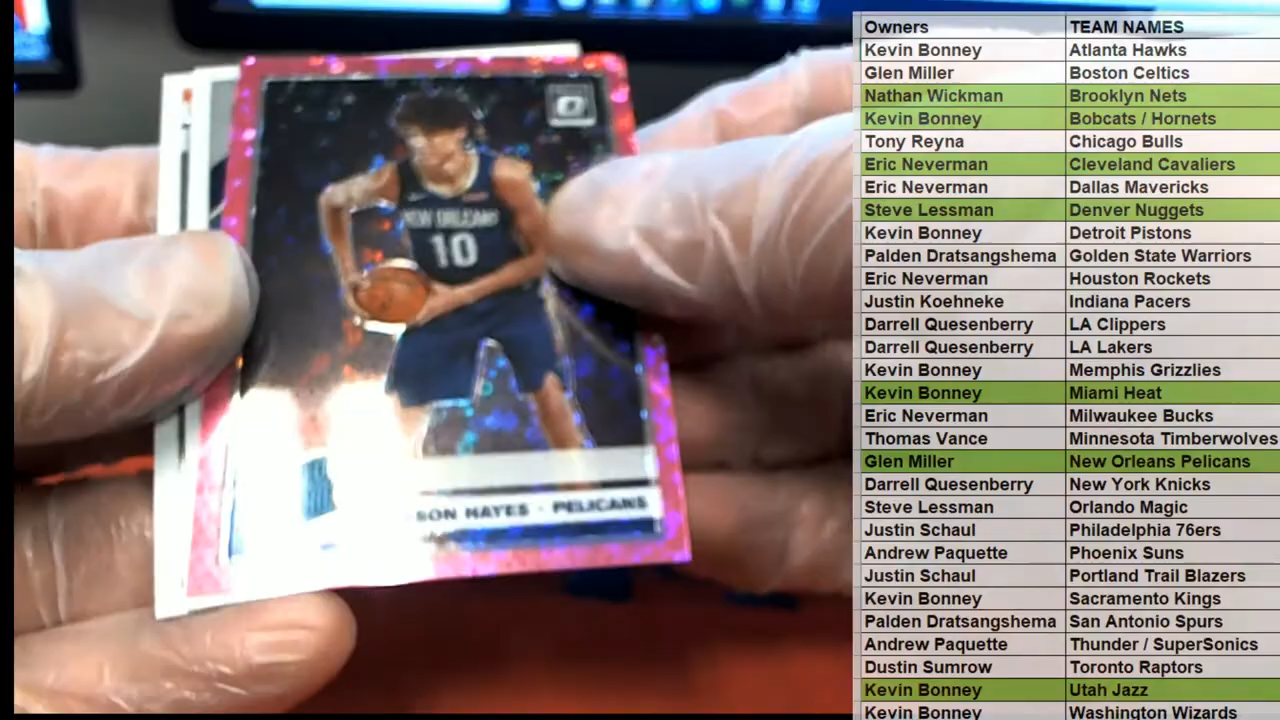 NEW ORLEANS
10
SON HAYES - PELICANS
Owners TEAM NAMES
Kevin Bonney Atlanta Hawks
Glen Miller Boston Celtics
Nathan Wickman Brooklyn Nets
Kevin Bonney Bobcats / Hornets
Tony Reyna Chicago Bulls
Eric Neverman Cleveland Cavaliers
Eric Neverman Dallas Mavericks
Steve Lessman Denver Nuggets
Kevin Bonney Detroit Pistons
Palden Dratsangshema Golden State Warriors
Eric Neverman Houston Rockets
Justin Koehneke Indiana Pacers
Darrell Quesenberry LA Clippers
Darrell Quesenberry LA Lakers
Kevin Bonney Memphis Grizzlies
Kevin Bonney Miami Heat
Eric Neverman Milwaukee Bucks
Thomas Vance Minnesota Timberwolves
Glen Miller New Orleans Pelicans
Darrell Quesenberry New York Knicks
Steve Lessman Orlando Magic
Justin Schaul Philadelphia 76ers
Andrew Paquette Phoenix Suns
Justin Schaul Portland Trail Blazers
Kevin Bonney Sacramento Kings
Palden Dratsangshema San Antonio Spurs
Andrew Paquette Thunder / SuperSonics
Dustin Sumrow Toronto Raptors
Kevin Bonney Utah Jazz
Kevin Bonney Washington Wizards